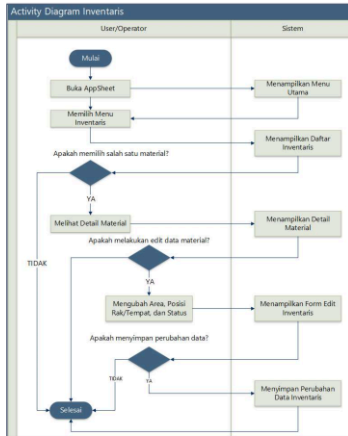 Activity Diagram Inventaris
User/Operator
Sistem
Mulai
Buka AppSheet
Menampilkan Menu
Utama
Memilih Menu
Inventaris
Menampilkan Daftar
Inventaris
Apakah memilih salah satu material?
YA
Melihat Detail Material
Menampilkan Detail
Material
Apakah melakukan edit data material?
TIDAK
YA
Mengubah Area, Posisi
Rak/Tempat, dan Status
Menampilkan Form Edit
Inventaris
Apakah menyimpan perubahan data?
TIDAK
YA
Menyimpan Perubahan
Data Inventaris
Selesai